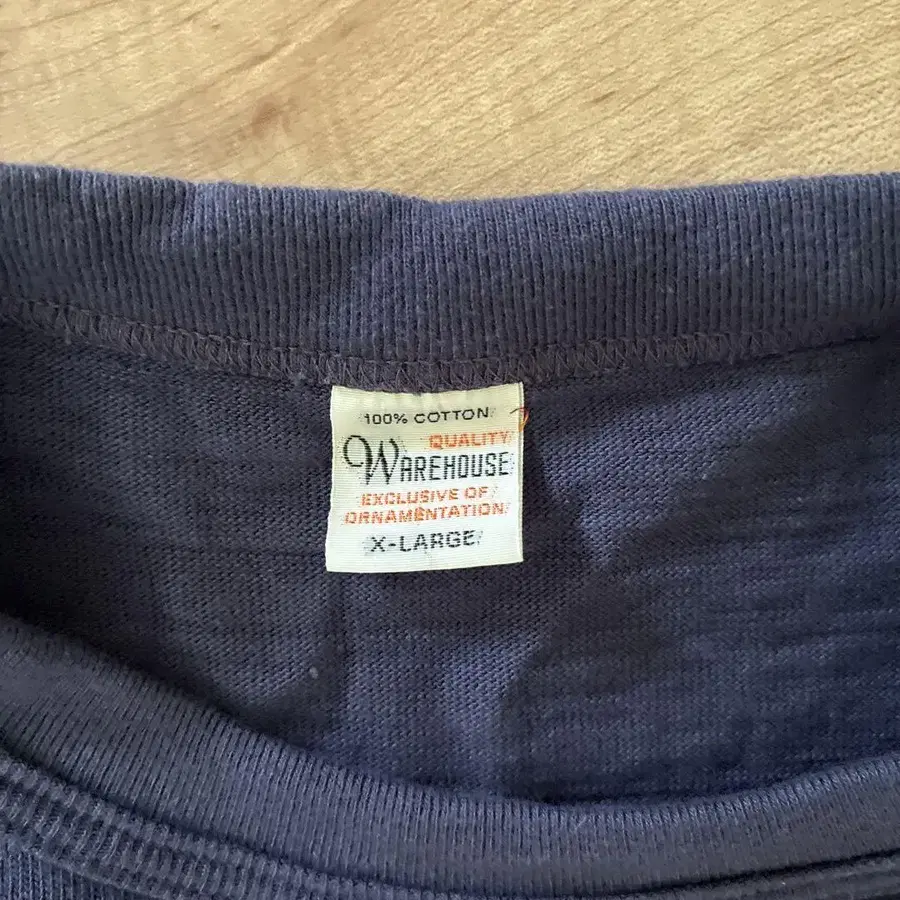 100% COTTON
QUALITY
WAREHOUSE
EXCLUSIVE OF
ORNAMENTATION
X-LARGE